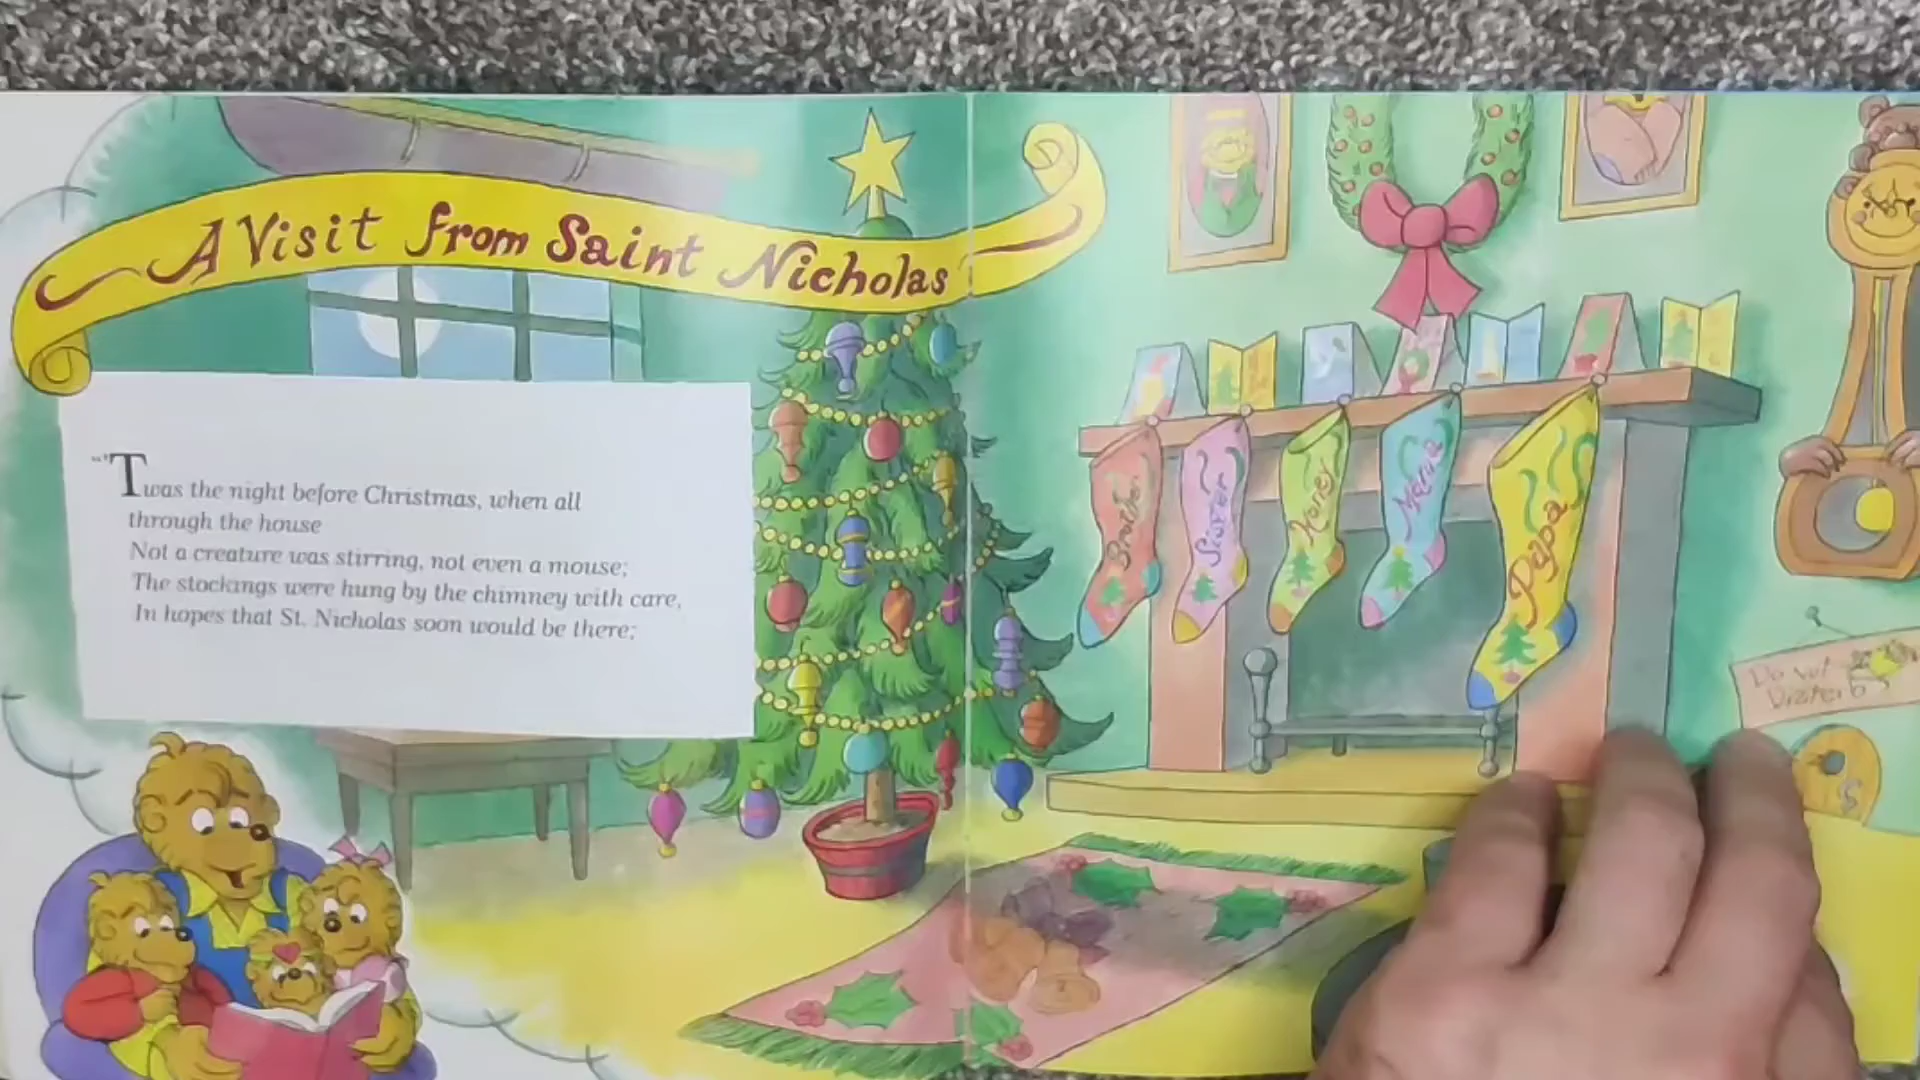 A Visit from Saint Nicholas
"'Twas the night before Christmas, when all
through the house
Not a creature was stirring, not even a mouse;
The stockings were hung by the chimney with care,
In hopes that St. Nicholas soon would be there;
Brother
Sister
Honey
Mama
Papa
Do Not